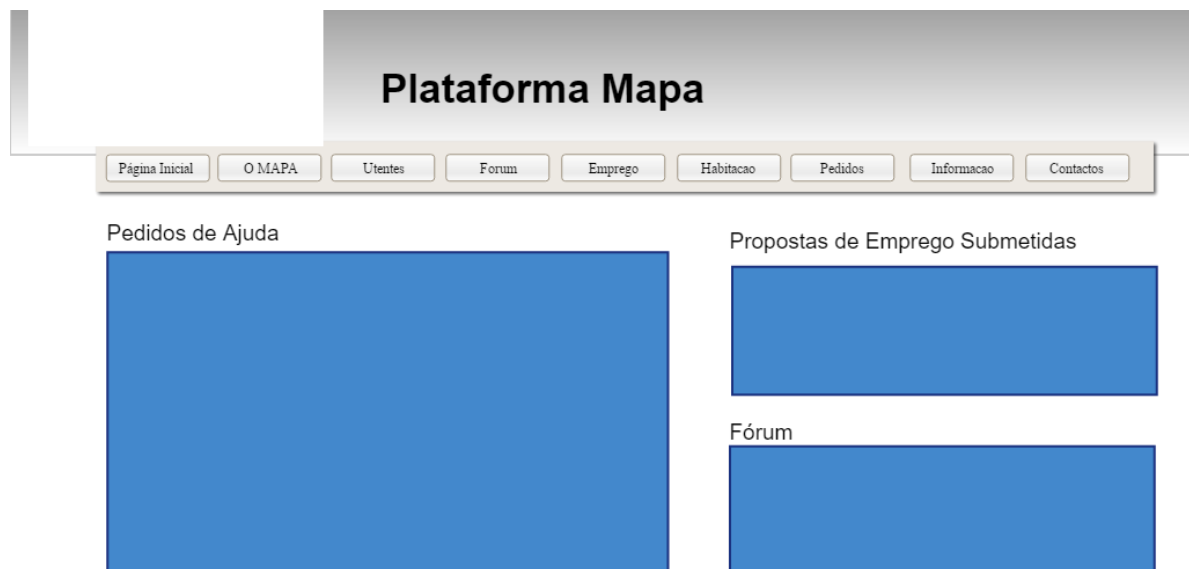 Plataforma Mapa
Página Inicial O MAPA Utentes Forum Emprego Habitacao Pedidos Informacao Contactos
Pedidos de Ajuda
Propostas de Emprego Submetidas
Fórum